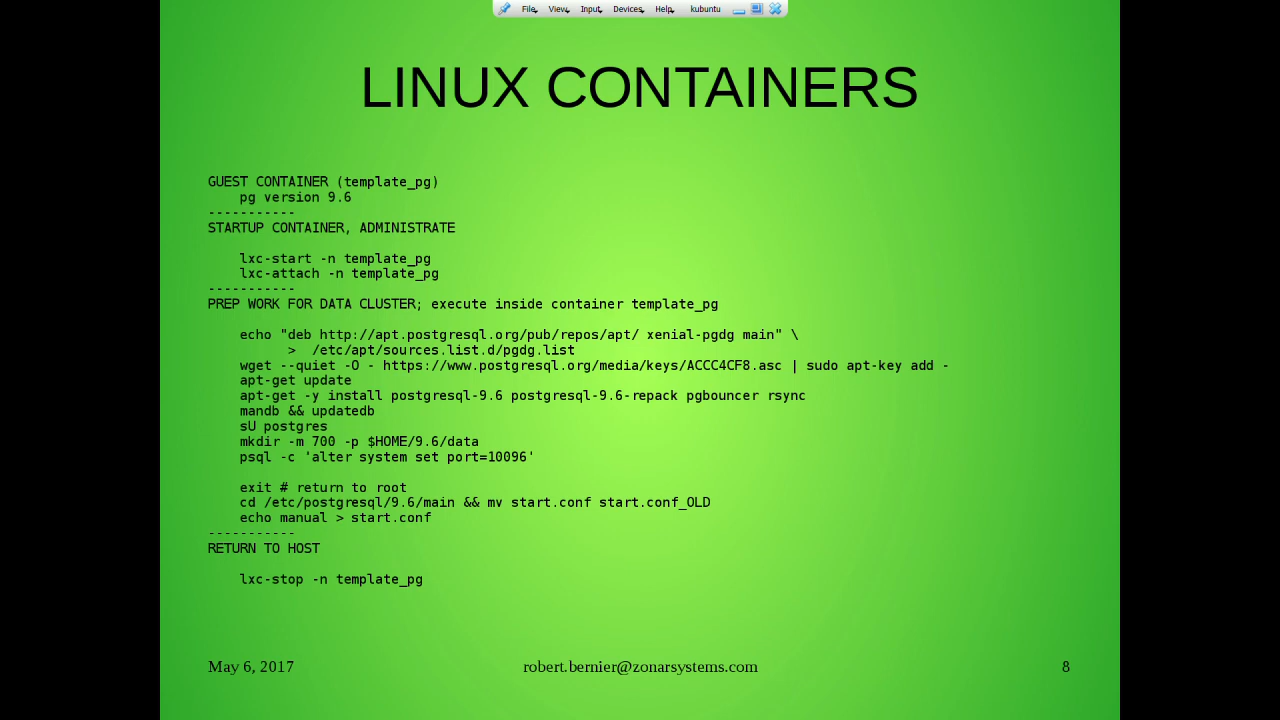 File View Input Devices Help kubuntu
LINUX CONTAINERS
GUEST CONTAINER (template_pg)
    pg version 9.6
-----------
STARTUP CONTAINER, ADMINISTRATE
    lxc-start -n template_pg
    lxc-attach -n template_pg
-----------
PREP WORK FOR DATA CLUSTER; execute inside container template_pg
    echo "deb http://apt.postgresql.org/pub/repos/apt/ xenial-pgdg main" \
          >  /etc/apt/sources.list.d/pgdg.list
    wget --quiet -O - https://www.postgresql.org/media/keys/ACCC4CF8.asc | sudo apt-key add -
    apt-get update
    apt-get -y install postgresql-9.6 postgresql-9.6-repack pgbouncer rsync
    mandb && updatedb
    sU postgres
    mkdir -m 700 -p $HOME/9.6/data
    psql -c 'alter system set port=10096'
    exit # return to root
    cd /etc/postgresql/9.6/main && mv start.conf start.conf_OLD
    echo manual > start.conf
-----------
RETURN TO HOST
    lxc-stop -n template_pg
May 6, 2017 robert.bernier@zonarsystems.com 8